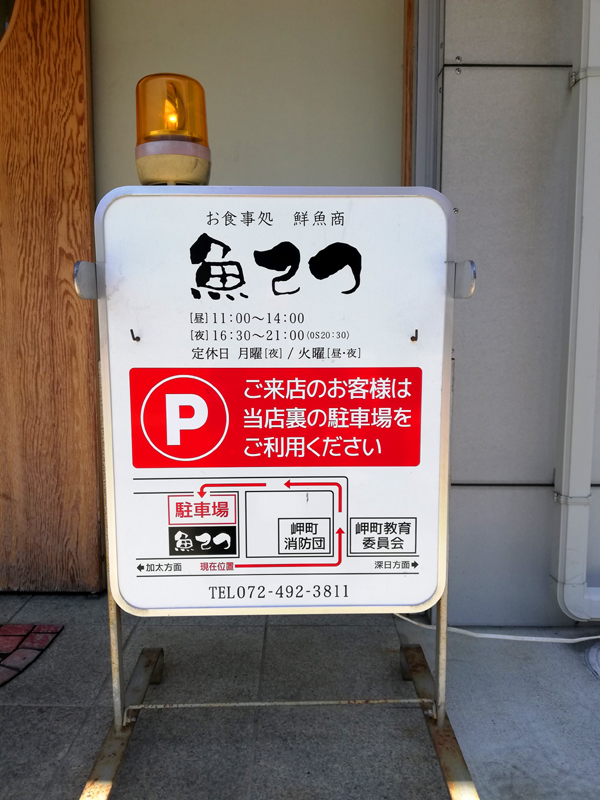 お食事処 鮮魚商
魚てつ
[昼]11:00〜14:00
[夜]16:30〜21:00(OS20:30)
定休日 月曜[夜] / 火曜[昼・夜]
P
ご来店のお客様は
当店裏の駐車場を
ご利用ください
駐車場
魚てつ
岬町
消防団
岬町教育
委員会
←加太方面
現在位置
深日方面→
TEL072-492-3811